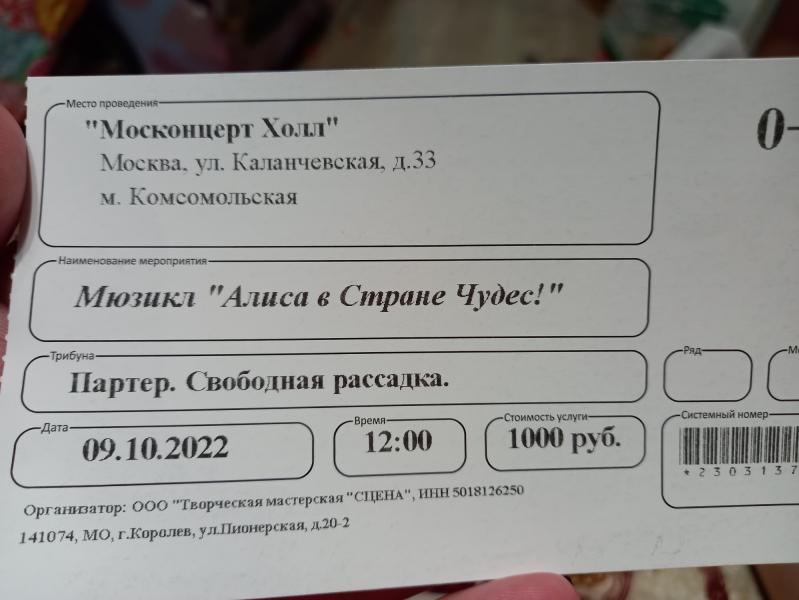 Место проведения
"Москонцерт Холл"
Москва, ул. Каланчевская, д.33
м. Комсомольская
0-
Наименование мероприятия
Мюзикл "Алиса в Стране Чудес!"
Трибуна
Партер. Свободная рассадка.
Ряд
Дата
09.10.2022
Время
12:00
Стоимость услуги
1000 руб.
Системный номер
*2303137
Организатор: ООО "Творческая мастерская "СЦЕНА", ИНН 5018126250
141074, МО, г.Королев, ул.Пионерская, д.20-2